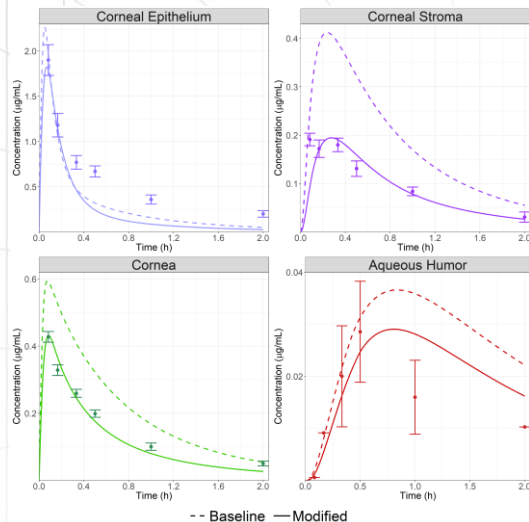 Corneal Epithelium
Concentration (µg/mL)
2.0
1.5
1.0
0.5
0.0 0.4 0.8 1.2 1.6 2.0
Time (h)
Corneal Stroma
Concentration (µg/mL)
0.4
0.3
0.2
0.1
0.0 0.4 0.8 1.2 1.6 2.0
Time (h)
Cornea
Concentration (µg/mL)
0.6
0.4
0.2
0.0 0.4 0.8 1.2 1.6 2.0
Time (h)
Aqueous Humor
Concentration (µg/mL)
0.04
0.02
0.0 0.5 1.0 1.5 2.0
Time (h)
Baseline Modified